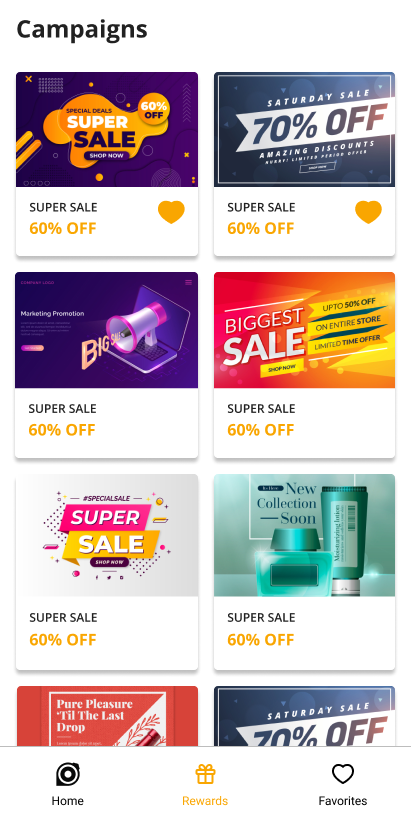 Campaigns
SPECIAL DEALS
SUPER
SALE
SHOP NOW
60%
OFF
SUPER SALE
60% OFF
SATURDAY SALE
70% OFF
AMAZING DISCOUNTS
HURRY! LIMITED PERIOD OFFER
SUPER SALE
60% OFF
COMPANY LOGO
Marketing Promotion
BIG SALE
SUPER SALE
60% OFF
BIGGEST
SALE
SHOP NOW
UPTO 50% OFF
ON ENTIRE STORE
LIMITED TIME OFFER
SUPER SALE
60% OFF
#SPECIALSALE
SUPER
SALE
SHOP NOW
SUPER SALE
60% OFF
New
Collection
Soon
Moisturizing lotion
SUPER SALE
60% OFF
Pure Pleasure
'Til The Last
Drop
SATURDAY SALE
70% OFF
Home
Rewards
Favorites